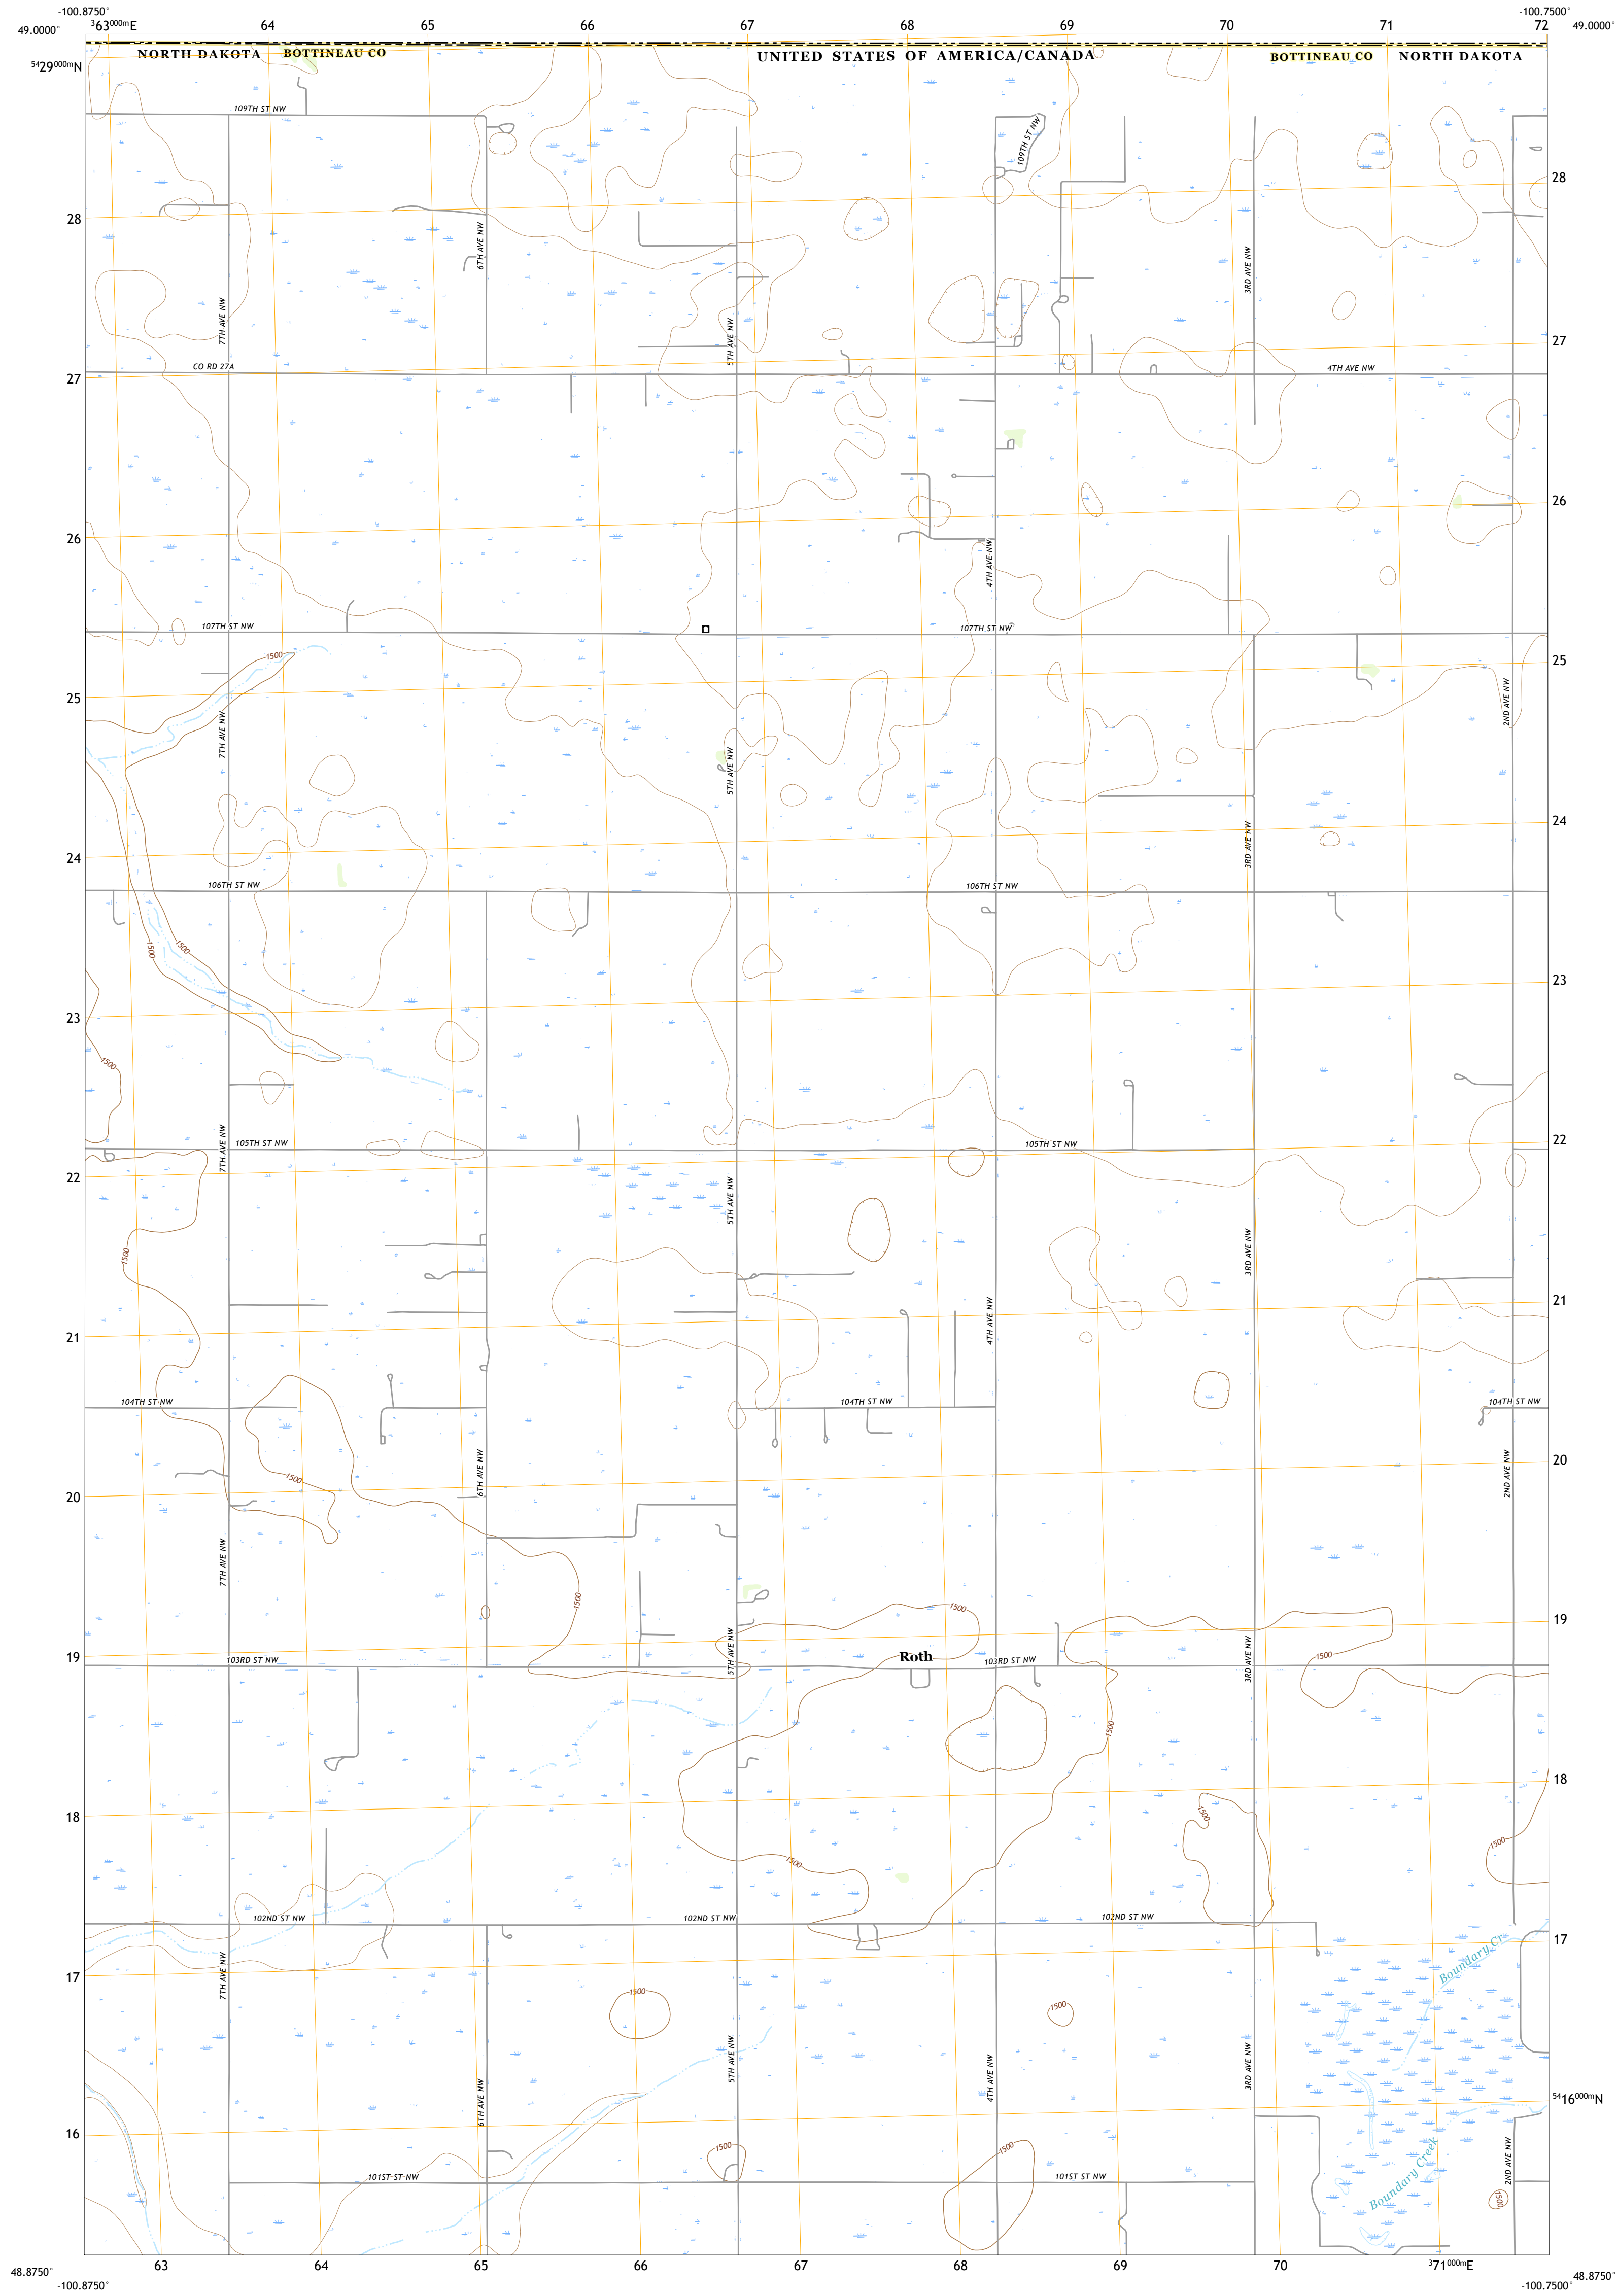 -100.8750°
-100.7500°
49.0000°
³63⁰⁰⁰ᵐE
64
65
66
67
68
69
70
71
72
49.0000°
⁵⁴29⁰⁰⁰ᵐN
NORTH DAKOTA
BOTTINEAU CO
UNITED STATES OF AMERICA/CANADA
BOTTINEAU CO
NORTH DAKOTA
109TH ST NW
109TH ST NW
28
28
6TH AVE NW
3RD AVE NW
7TH AVE NW
5TH AVE NW
27
CO RD 27A
4TH AVE NW
27
26
26
4TH AVE NW
107TH ST NW
107TH ST NW
1500
25
25
2ND AVE NW
7TH AVE NW
5TH AVE NW
24
3RD AVE NW
24
106TH ST NW
106TH ST NW
1500
1500
23
23
1500
7TH AVE NW
105TH ST NW
105TH ST NW
22
22
5TH AVE NW
1500
3RD AVE NW
21
4TH AVE NW
21
104TH ST NW
104TH ST NW
104TH ST NW
20
1500
6TH AVE NW
2ND AVE NW
20
7TH AVE NW
1500
1500
19
5TH AVE NW
3RD AVE NW
Roth
1500
19
103RD ST NW
103RD ST NW
1500
18
18
1500
1500
1500
102ND ST NW
102ND ST NW
102ND ST NW
17
Boundary Cr
7TH AVE NW
17
1500
1500
5TH AVE NW
4TH AVE NW
3RD AVE NW
6TH AVE NW
⁵⁴16⁰⁰⁰ᵐN
16
1500
1500
2ND AVE NW
101ST ST NW
101ST ST NW
Boundary Creek
1500
48.8750°
63
64
65
66
67
68
69
70
³71⁰⁰⁰ᵐE
48.8750°
-100.8750°
-100.7500°